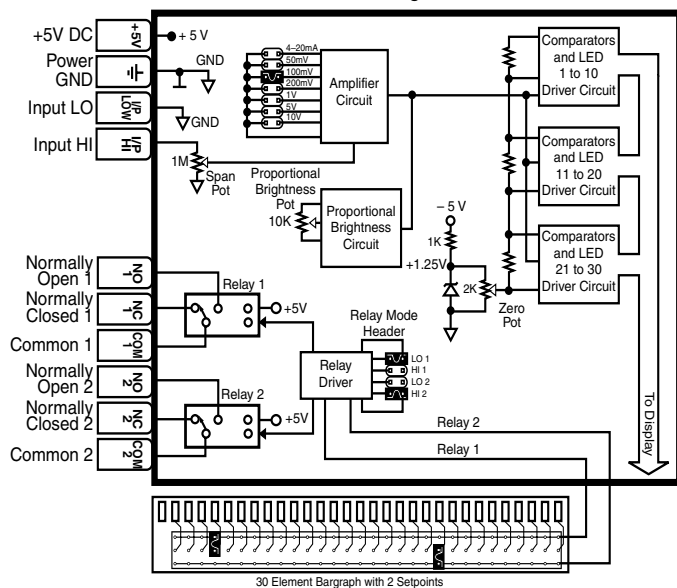 +5V DC
+5V
+ 5 V
Power
GND
GND
Input LO
I/P
LOW
GND
Input HI
I/P
HI
1M
Span
Pot
4–20mA
50mV
100mV
200mV
1V
5V
10V
Amplifier
Circuit
Proportional
Brightness
Pot
10K
Proportional
Brightness
Circuit
Comparators
and LED
1 to 10
Driver Circuit
Comparators
and LED
11 to 20
Driver Circuit
Comparators
and LED
21 to 30
Driver Circuit
– 5 V
1K
+1.25V
2K
Zero
Pot
Normally
Open 1
NO
1
Normally
Closed 1
NC
1
Common 1
COM
1
Relay 1
+5V
Normally
Open 2
NO
2
Normally
Closed 2
NC
2
Common 2
COM
2
Relay 2
+5V
Relay Mode
Header
Relay
Driver
LO 1
HI 1
LO 2
HI 2
Relay 2
Relay 1
To Display
30 Element Bargraph with 2 Setpoints